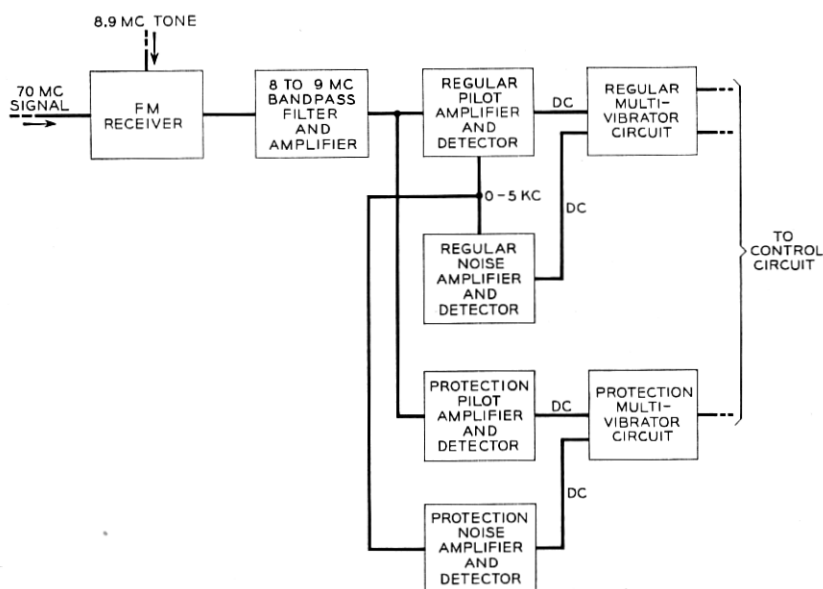 8.9 MC TONE
70 MC
SIGNAL
FM
RECEIVER
8 TO 9 MC
BANDPASS
FILTER
AND
AMPLIFIER
REGULAR
PILOT
AMPLIFIER
AND
DETECTOR
DC
REGULAR
MULTI-
VIBRATOR
CIRCUIT
0-5 KC
DC
REGULAR
NOISE
AMPLIFIER
AND
DETECTOR
TO
CONTROL
CIRCUIT
PROTECTION
PILOT
AMPLIFIER
AND
DETECTOR
DC
PROTECTION
MULTI-
VIBRATOR
CIRCUIT
DC
PROTECTION
NOISE
AMPLIFIER
AND
DETECTOR